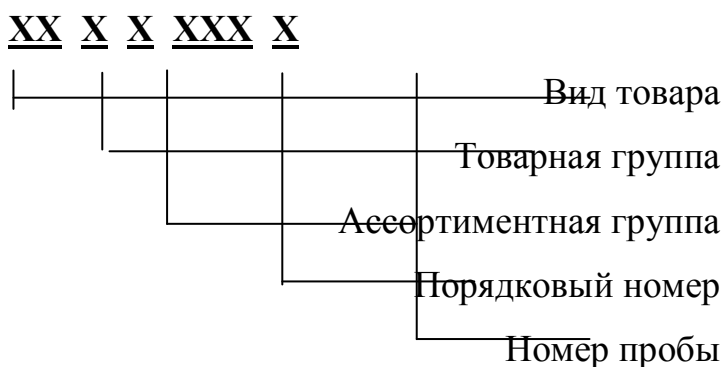 XX X X XXX X
Вид товара
Товарная группа
Ассортиментная группа
Порядковый номер
Номер пробы